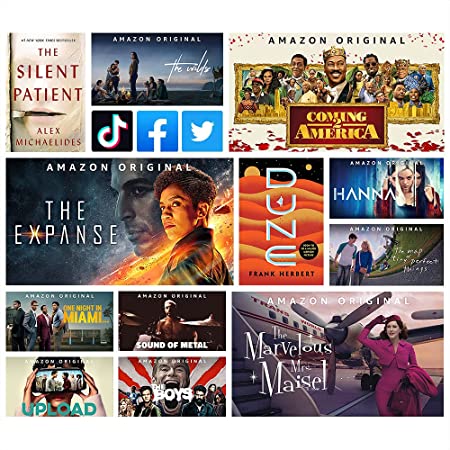 #1 NEW YORK TIMES BESTSELLER
THE
SILENT
PATIENT
ALEX
MICHAELIDES
AMAZON ORIGINAL
the wilds
AMAZON ORIGINAL
COMING
2
AMERICA
AMAZON ORIGINAL
THE
EXPANSE
DUNE
FRANK HERBERT
AMAZON ORIGINAL
HANNA
AMAZON ORIGINAL
the map of
tiny perfect
things
AMAZON ORIGINAL
ONE NIGHT IN
MIAMI...
AMAZON ORIGINAL
SOUND OF METAL
AMAZON ORIGINAL
UPLOAD
AMAZON ORIGINAL
THE
BOYS
AMAZON ORIGINAL
The
Marvelous
Mrs.
Maisel